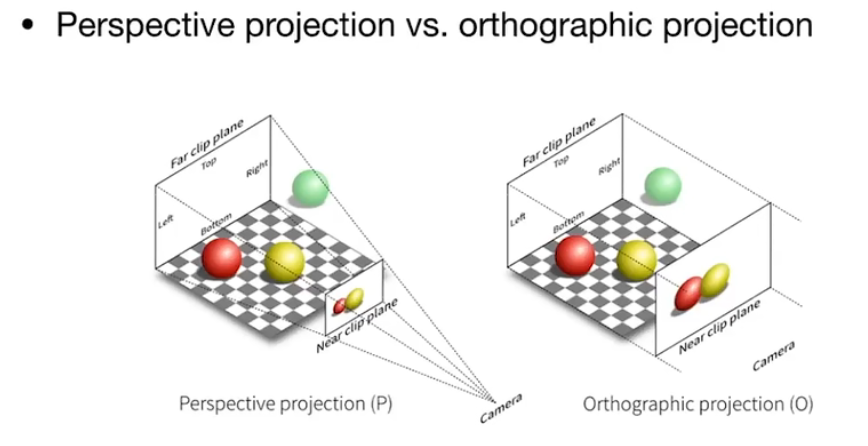 • Perspective projection vs. orthographic projection
Far clip plane
Top
Right
Left
Bottom
Near clip plane
Camera
Perspective projection (P)
Far clip plane
Top
Right
Left
Bottom
Near clip plane
Camera
Orthographic projection (O)